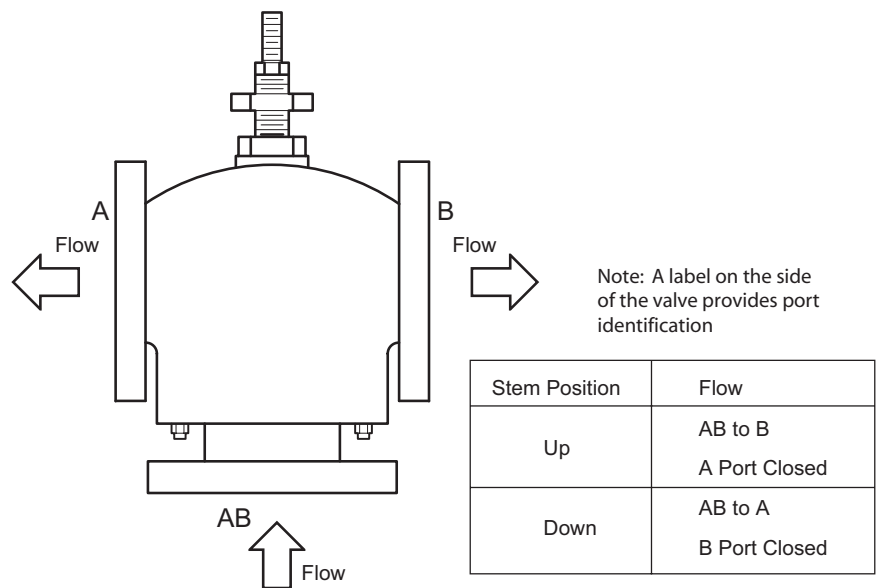 A
B
Flow
Flow
Note: A label on the side
of the valve provides port
identification
Stem Position Flow
Up
AB to B
A Port Closed
Down
AB to A
B Port Closed
AB
Flow